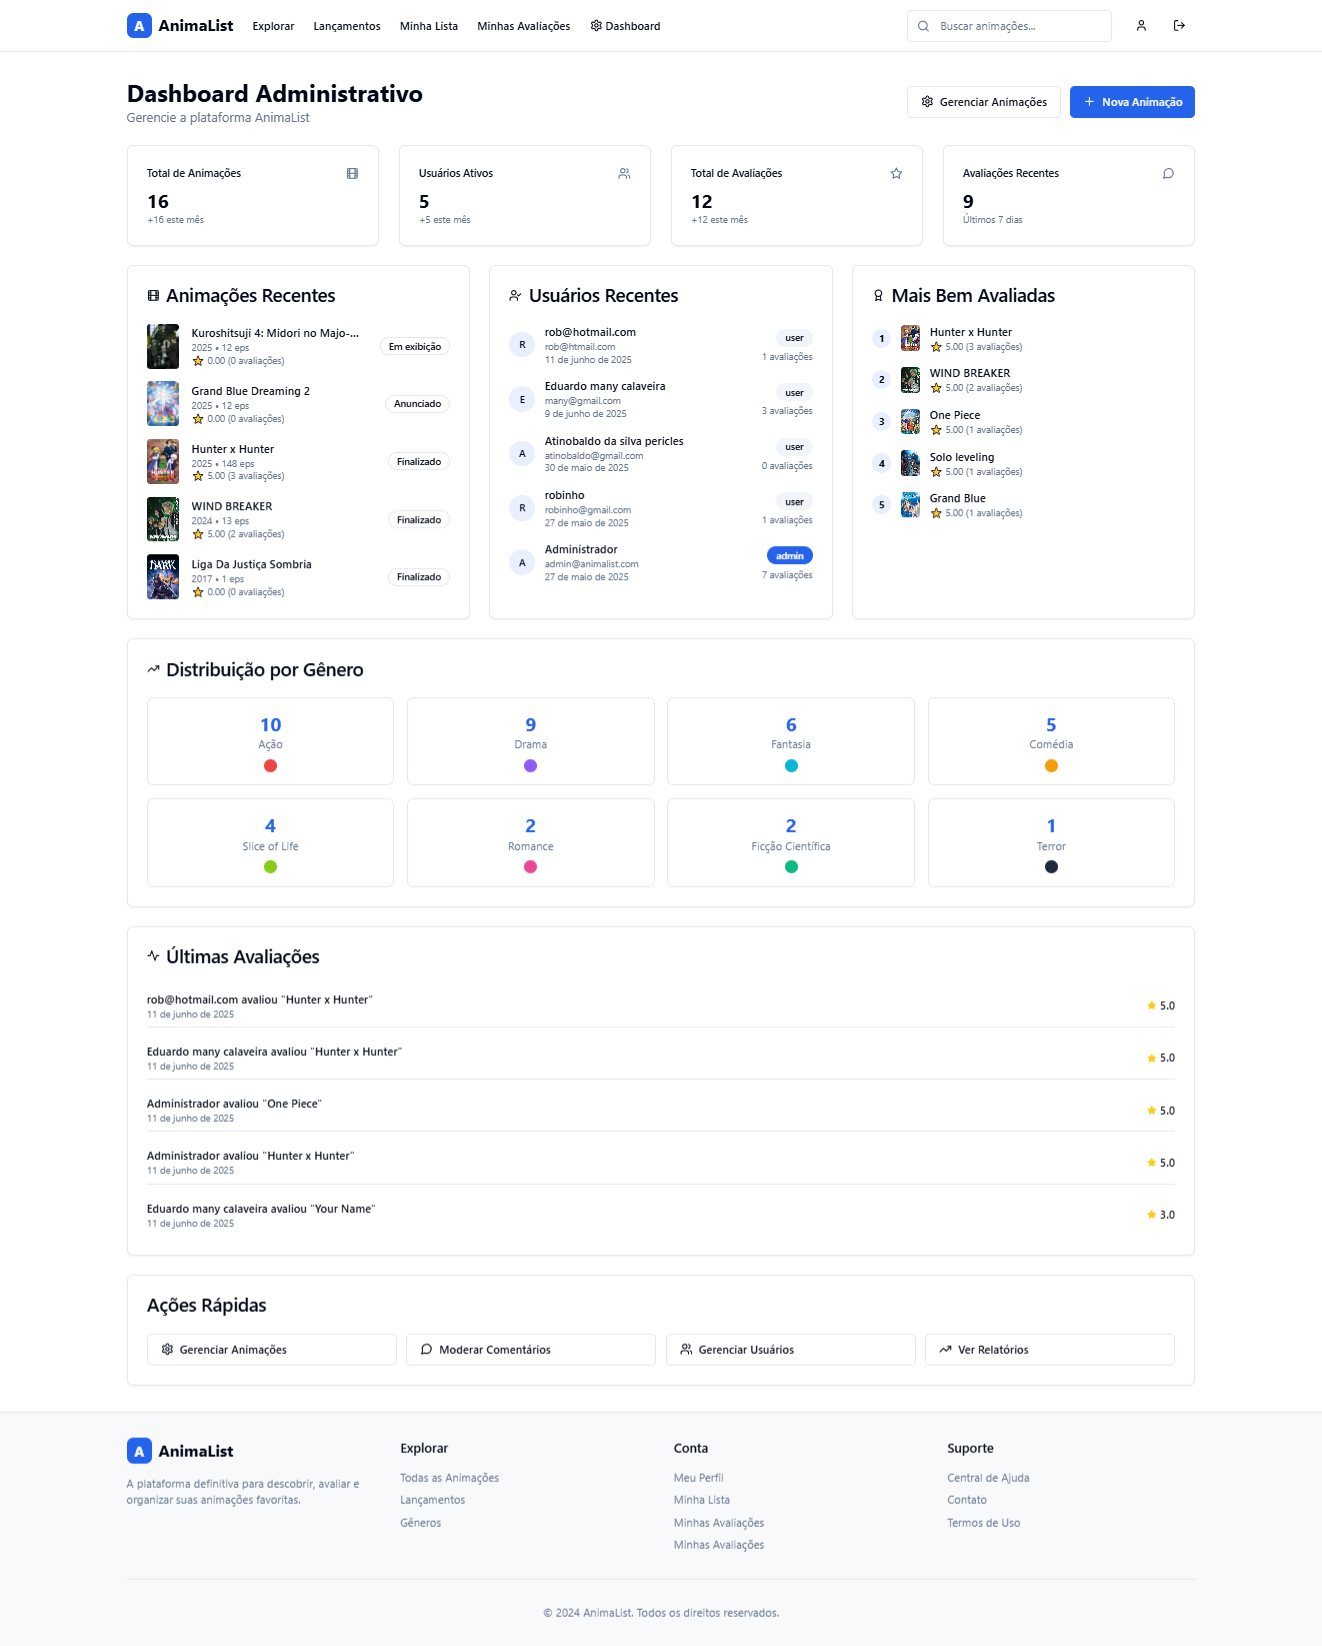 A AnimaList Explorar Lançamentos Minha Lista Minhas Avaliações Dashboard Buscar animações...
Dashboard Administrativo
Gerencie a plataforma AnimaList
Gerenciar Animações
Nova Animação
Total de Animações
16
+16 este mês
Usuários Ativos
5
+5 este mês
Total de Avaliações
12
+12 este mês
Avaliações Recentes
9
Últimos 7 dias
Animações Recentes
Kuroshitsuji 4: Midori no Majo-...
2025 • 12 eps
0.00 (0 avaliações)
Em exibição
Grand Blue Dreaming 2
2025 • 12 eps
0.00 (0 avaliações)
Anunciado
Hunter x Hunter
2025 • 148 eps
5.00 (3 avaliações)
Finalizado
WIND BREAKER
2024 • 13 eps
5.00 (2 avaliações)
Finalizado
Liga Da Justiça Sombria
2017 • 1 eps
0.00 (0 avaliações)
Finalizado
Usuários Recentes
R
rob@hotmail.com
rob@htmail.com
11 de junho de 2025
user
1 avaliações
E
Eduardo many calaveira
many@gmail.com
9 de junho de 2025
user
3 avaliações
A
Atinobaldo da silva pericles
atinobaldo@gmail.com
30 de maio de 2025
user
0 avaliações
R
robinho
robinho@gmail.com
27 de maio de 2025
user
1 avaliações
A
Administrador
admin@animalist.com
27 de maio de 2025
admin
7 avaliações
Mais Bem Avaliadas
1
Hunter x Hunter
5.00 (3 avaliações)
2
WIND BREAKER
5.00 (2 avaliações)
3
One Piece
5.00 (1 avaliações)
4
Solo leveling
5.00 (1 avaliações)
5
Grand Blue
5.00 (1 avaliações)
Distribuição por Gênero
10
Ação
9
Drama
6
Fantasia
5
Comédia
4
Slice of Life
2
Romance
2
Ficção Científica
1
Terror
Últimas Avaliações
rob@hotmail.com avaliou "Hunter x Hunter"
11 de junho de 2025
5.0
Eduardo many calaveira avaliou "Hunter x Hunter"
11 de junho de 2025
5.0
Administrador avaliou "One Piece"
11 de junho de 2025
5.0
Administrador avaliou "Hunter x Hunter"
11 de junho de 2025
5.0
Eduardo many calaveira avaliou "Your Name"
11 de junho de 2025
3.0
Ações Rápidas
Gerenciar Animações
Moderar Comentários
Gerenciar Usuários
Ver Relatórios
A AnimaList
A plataforma definitiva para descobrir, avaliar e
organizar suas animações favoritas.
Explorar
Todas as Animações
Lançamentos
Gêneros
Conta
Meu Perfil
Minha Lista
Minhas Avaliações
Minhas Avaliações
Suporte
Central de Ajuda
Contato
Termos de Uso
© 2024 AnimaList. Todos os direitos reservados.